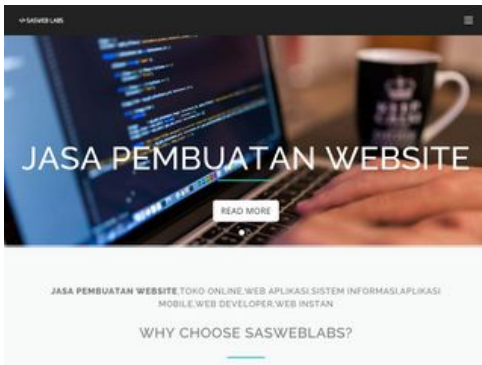 </> SASWEB LABS
JASA PEMBUATAN WEBSITE
READ MORE
JASA PEMBUATAN WEBSITE,TOKO ONLINE,WEB APLIKASI,SISTEM INFORMASI,APLIKASI
MOBILE,WEB DEVELOPER,WEB INSTAN
WHY CHOOSE SASWEBLABS?